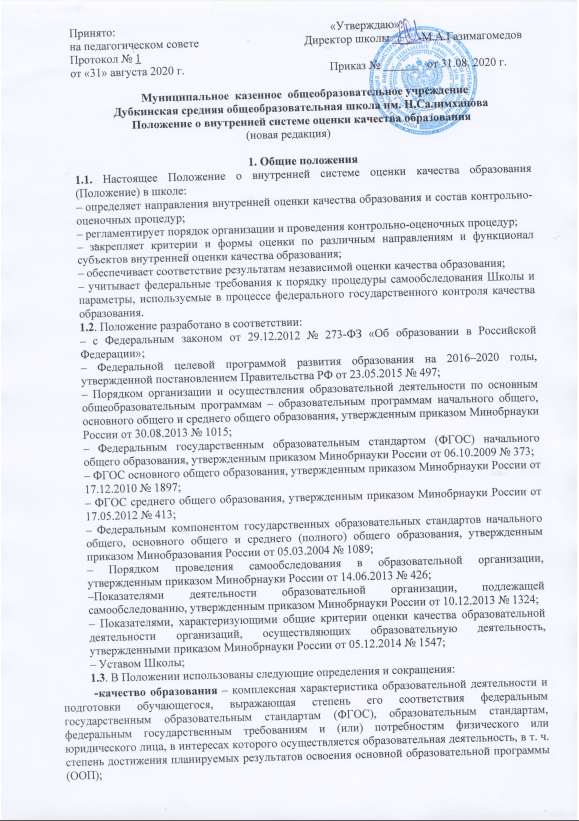 Принято:
на педагогическом совете
Протокол № 1
от «31» августа 2020 г.
«Утверждаю»:
Директор школы М.А.Газимагомедов
Приказ № от 31.08. 2020 г.
Муниципальное казенное общеобразовательное учреждение
Дубкинская средняя общеобразовательная школа им. Н.Салимханова
Положение о внутренней системе оценки качества образования
(новая редакция)
1. Общие положения
1.1. Настоящее Положение о внутренней системе оценки качества образования
(Положение) в школе:
– определяет направления внутренней оценки качества образования и состав контрольно-
оценочных процедур;
– регламентирует порядок организации и проведения контрольно-оценочных процедур;
– закрепляет критерии и формы оценки по различным направлениям и функционал
субъектов внутренней оценки качества образования;
– обеспечивает соответствие результатам независимой оценки качества образования;
– учитывает федеральные требования к порядку процедуры самообследования Школы и
параметры, используемые в процессе федерального государственного контроля качества
образования.
1.2. Положение разработано в соответствии:
– с Федеральным законом от 29.12.2012 № 273-ФЗ «Об образовании в Российской
Федерации»;
– Федеральной целевой программой развития образования на 2016–2020 годы,
утвержденной постановлением Правительства РФ от 23.05.2015 № 497;
– Порядком организации и осуществления образовательной деятельности по основным
общеобразовательным программам – образовательным программам начального общего,
основного общего и среднего общего образования, утвержденным приказом Минобрнауки
России от 30.08.2013 № 1015;
– Федеральным государственным образовательным стандартом (ФГОС) начального
общего образования, утвержденным приказом Минобрнауки России от 06.10.2009 № 373;
– ФГОС основного общего образования, утвержденным приказом Минобрнауки России от
17.12.2010 № 1897;
– ФГОС среднего общего образования, утвержденным приказом Минобрнауки России от
17.05.2012 № 413;
– Федеральным компонентом государственных образовательных стандартов начального
общего, основного общего и среднего (полного) общего образования, утвержденным
приказом Минобразования России от 05.03.2004 № 1089;
– Порядком проведения самообследования в образовательной организации,
утвержденным приказом Минобрнауки России от 14.06.2013 № 426;
–Показателями деятельности образовательной организации, подлежащей
самообследованию, утвержденным приказом Минобрнауки России от 10.12.2013 № 1324;
– Показателями, характеризующими общие критерии оценки качества образовательной
деятельности организаций, осуществляющих образовательную деятельность,
утвержденными приказом Минобрнауки России от 05.12.2014 № 1547;
– Уставом Школы;
1.3. В Положении использованы следующие определения и сокращения:
-качество образования – комплексная характеристика образовательной деятельности и
подготовки обучающегося, выражающая степень его соответствия федеральным
государственным образовательным стандартам (ФГОС), образовательным стандартам,
федеральным государственным требованиям и (или) потребностям физического или
юридического лица, в интересах которого осуществляется образовательная деятельность, в т. ч.
степень достижения планируемых результатов освоения основной образовательной программы
(ООП);